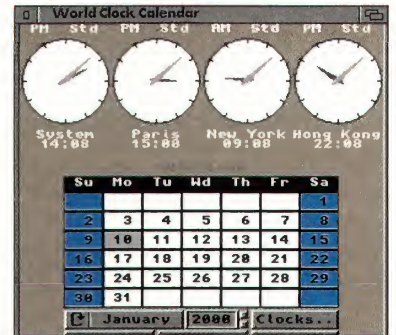 World Clock Calendar
PM Std PM Std AM Std PM Std
System Paris New York Hong Kong
14:08 15:08 09:08 22:08
Su Mo Tu Wd Th Fr Sa
1
2 3 4 5 6 7 8
9 10 11 12 13 14 15
16 17 18 19 20 21 22
23 24 25 26 27 28 29
30 31
January 2000 Clocks..